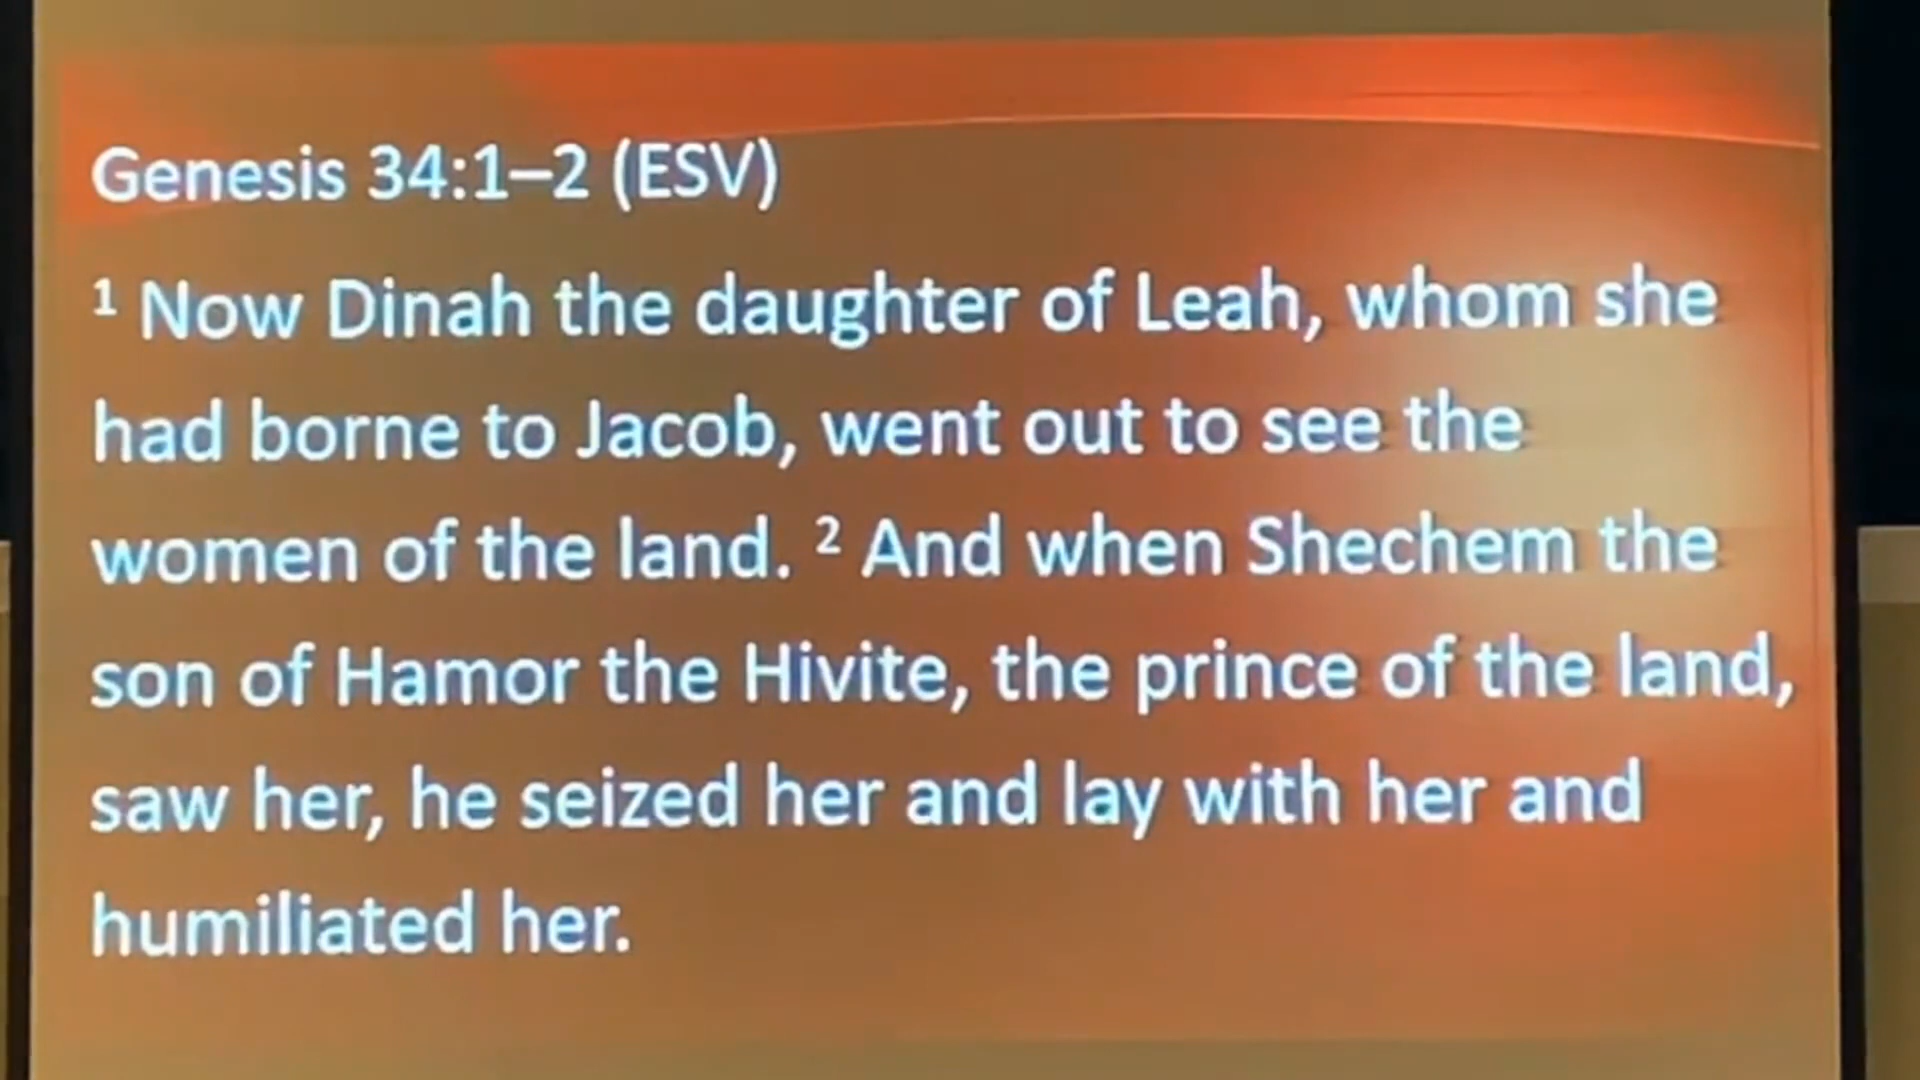 Genesis 34:1–2 (ESV)
1 Now Dinah the daughter of Leah, whom she
had borne to Jacob, went out to see the
women of the land. 2 And when Shechem the
son of Hamor the Hivite, the prince of the land,
saw her, he seized her and lay with her and
humiliated her.